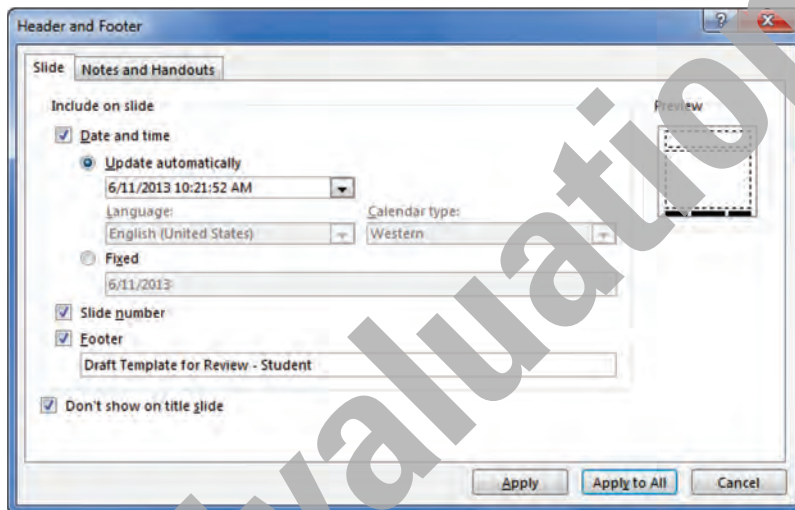 Header and Footer
Slide Notes and Handouts
Include on slide
Preview
Date and time
Update automatically
6/11/2013 10:21:52 AM
Language: Calendar type:
English (United States) Western
Fixed
6/11/2013
Slide number
Footer
Draft Template for Review - Student
Don't show on title slide
Apply Apply to All Cancel